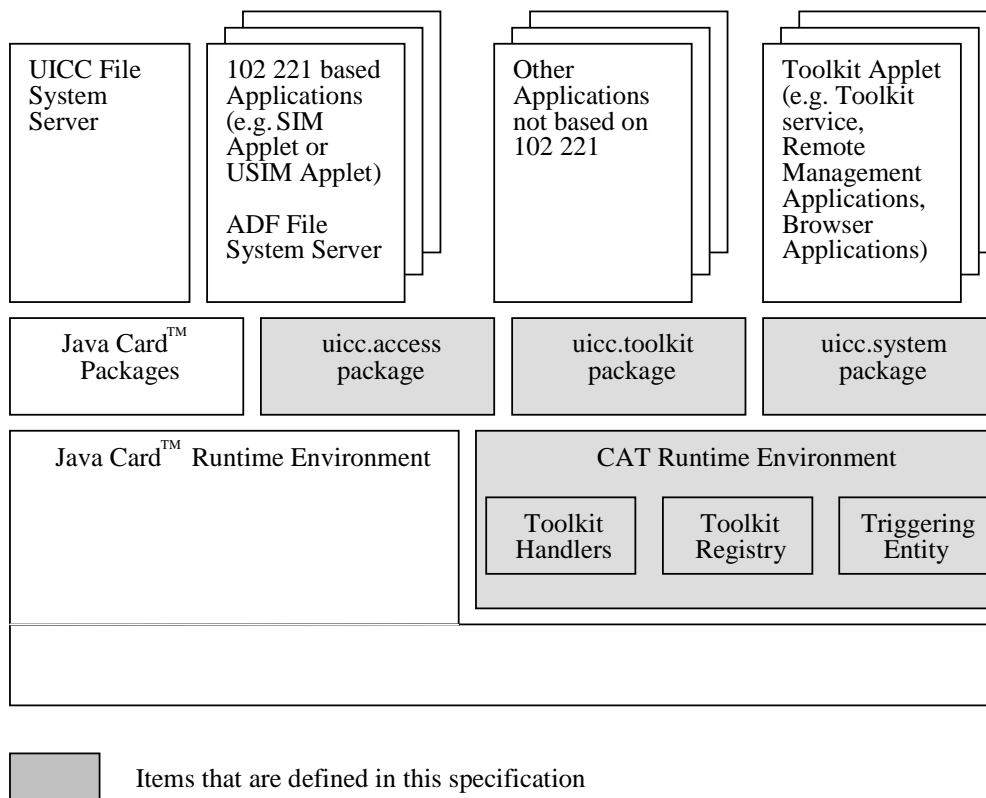 UICC File
System
Server
102 221 based
Applications
(e.g. SIM
Applet or
USIM Applet)
ADF File
System Server
Other
Applications
not based on
102 221
Toolkit Applet
(e.g. Toolkit
service,
Remote
Management
Applications,
Browser
Applications)
Java Card™
Packages
uicc.access
package
uicc.toolkit
package
uicc.system
package
Java Card™ Runtime Environment
CAT Runtime Environment
Toolkit
Handlers
Toolkit
Registry
Triggering
Entity
Items that are defined in this specification